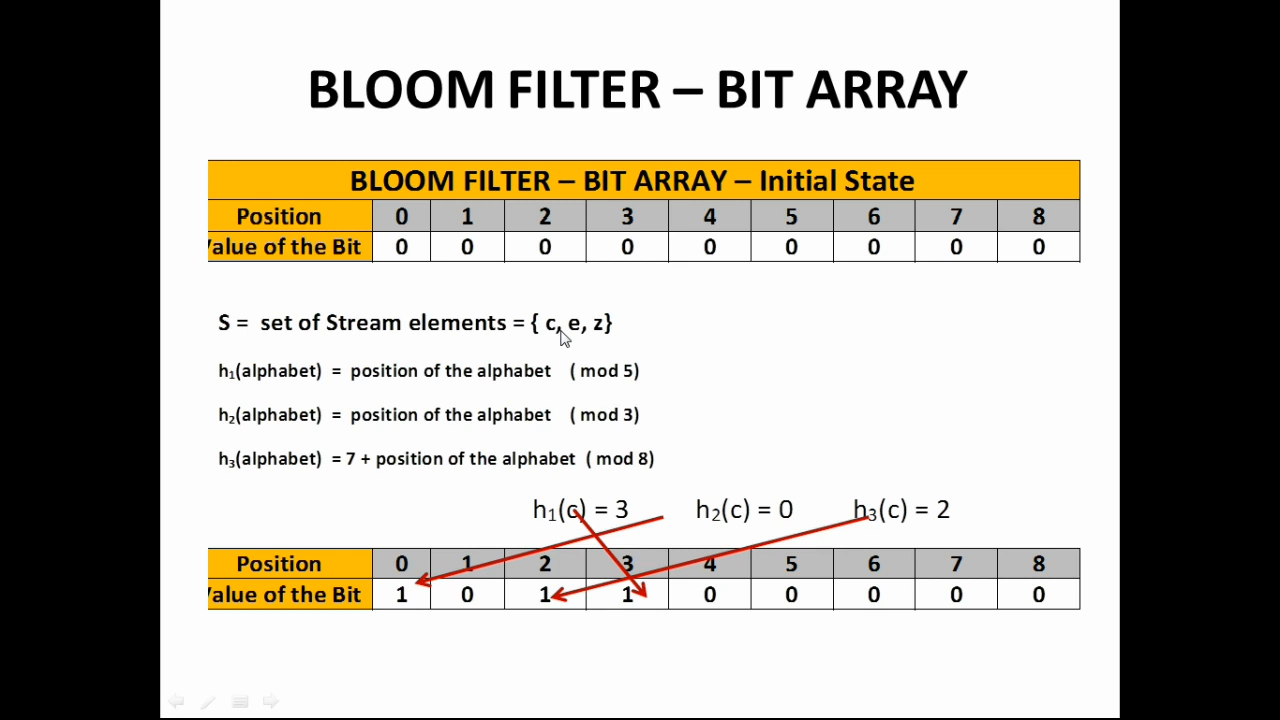 BLOOM FILTER – BIT ARRAY
BLOOM FILTER – BIT ARRAY – Initial State
Position 0 1 2 3 4 5 6 7 8
Value of the Bit 0 0 0 0 0 0 0 0 0
S = set of Stream elements = { c, e, z}
h₁(alphabet) = position of the alphabet ( mod 5)
h₂(alphabet) = position of the alphabet ( mod 3)
h₃(alphabet) = 7 + position of the alphabet ( mod 8)
h₁(c) = 3 h₂(c) = 0 h₃(c) = 2
Position 0 1 2 3 4 5 6 7 8
Value of the Bit 1 0 1 1 0 0 0 0 0